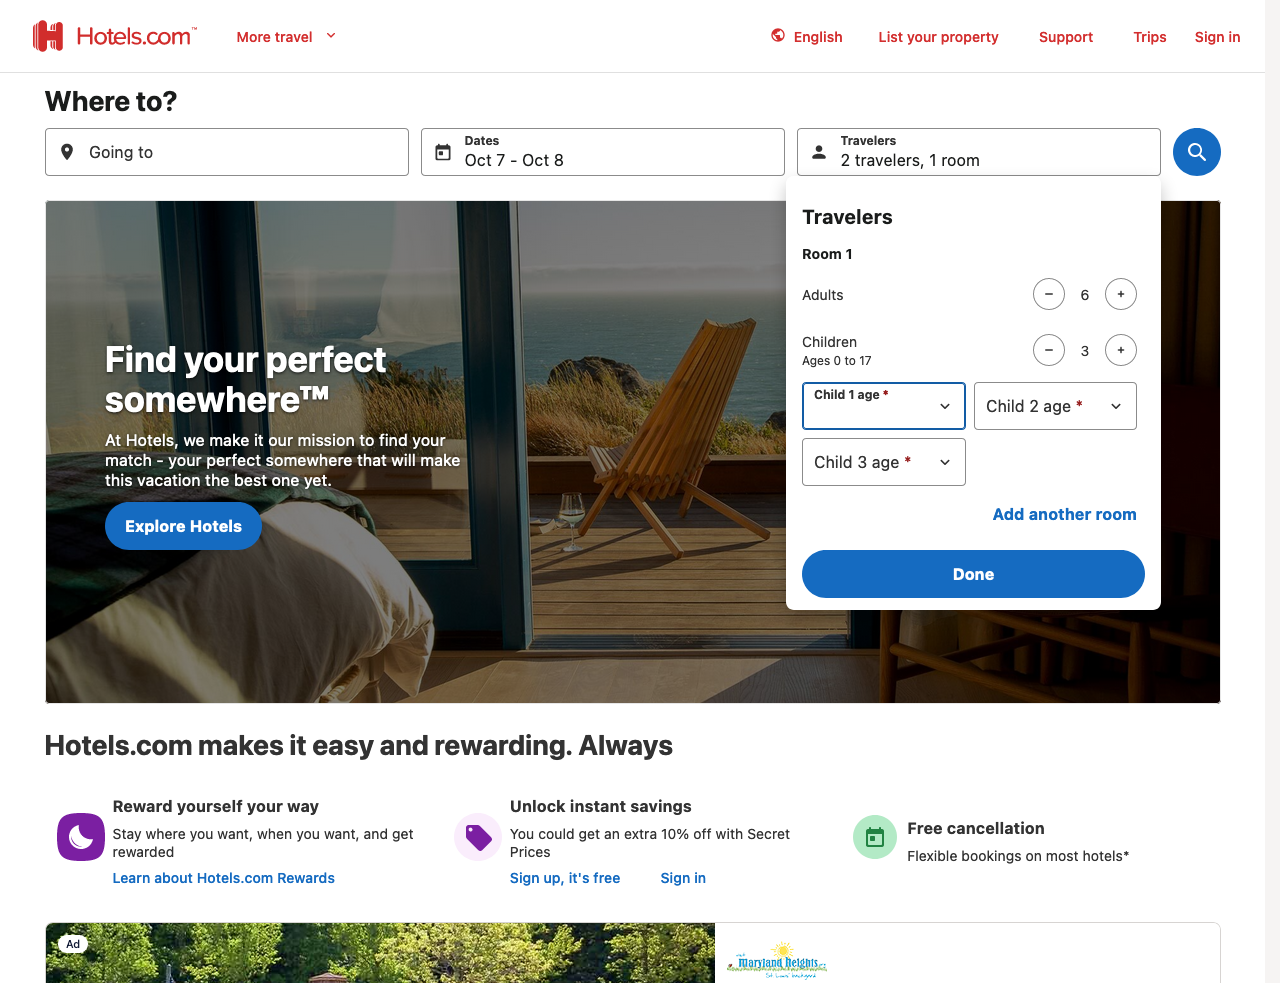 Hotels.com™
More travel
English
List your property
Support
Trips
Sign in
Where to?
Going to
Dates
Oct 7 - Oct 8
Travelers
2 travelers, 1 room
Travelers
Room 1
Adults
6
Children
Ages 0 to 17
3
Child 1 age *
Child 2 age *
Child 3 age *
Add another room
Done
Find your perfect
somewhere™
At Hotels, we make it our mission to find your
match - your perfect somewhere that will make
this vacation the best one yet.
Explore Hotels
Hotels.com makes it easy and rewarding. Always
Reward yourself your way
Stay where you want, when you want, and get
rewarded
Learn about Hotels.com Rewards
Unlock instant savings
You could get an extra 10% off with Secret
Prices
Sign up, it's free
Sign in
Free cancellation
Flexible bookings on most hotels*
Ad
Maryland Heights
St. Louis' backyard